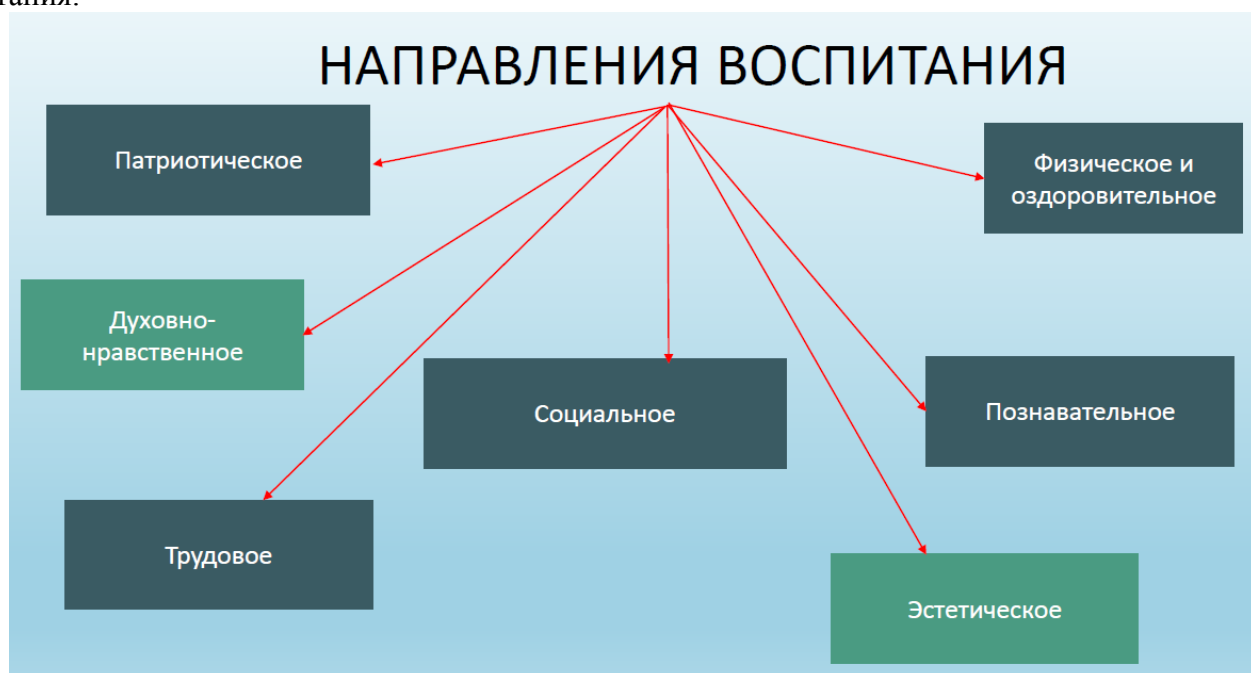 НАПРАВЛЕНИЯ ВОСПИТАНИЯ
Патриотическое
Физическое и
оздоровительное
Духовно-
нравственное
Социальное
Познавательное
Трудовое
Эстетическое